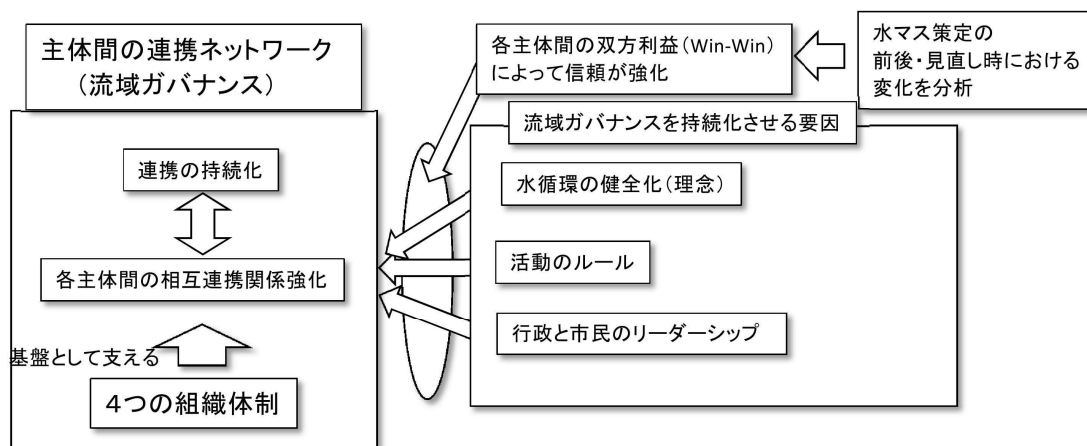 主体間の連携ネットワーク
（流域ガバナンス）
連携の持続化
各主体間の相互連携関係強化
基盤として支える
４つの組織体制
各主体間の双方利益（Win-Win）
によって信頼が強化
水マス策定の
前後・見直し時における
変化を分析
流域ガバナンスを持続化させる要因
水循環の健全化（理念）
活動のルール
行政と市民のリーダーシップ